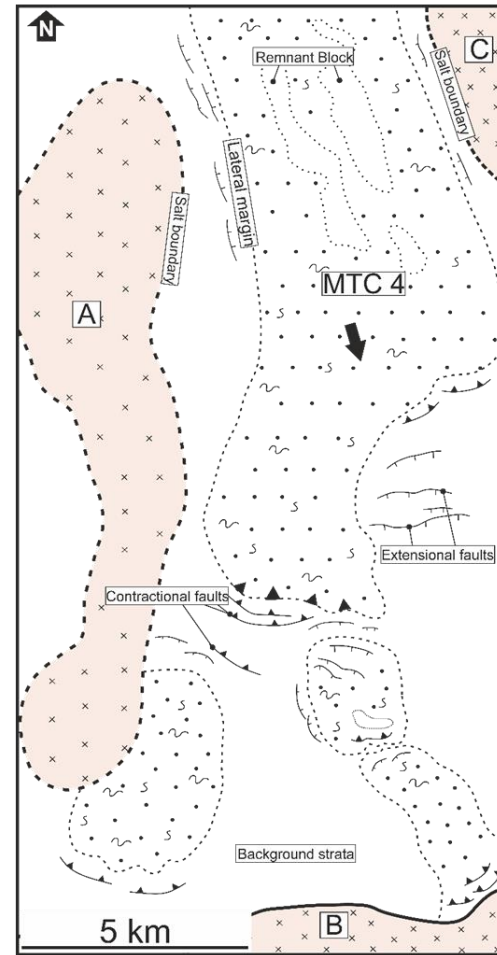 N
C
Remnant Block
Salt boundary
Lateral margin
Salt boundary
MTC 4
A
Extensional faults
Contractional faults
Background strata
5 km
B